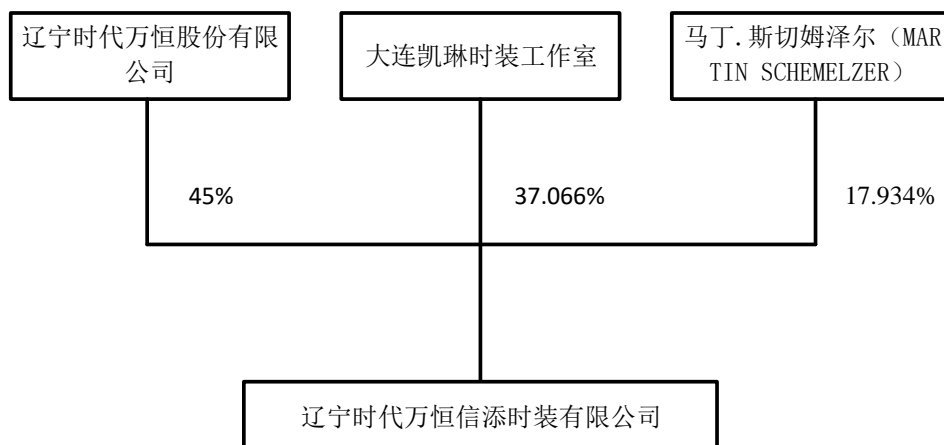 辽宁时代万恒股份有限
公司
大连凯琳时装工作室
马丁.斯切姆泽尔（MAR
TIN SCHEMELZER）
45%
37.066%
17.934%
辽宁时代万恒信添时装有限公司